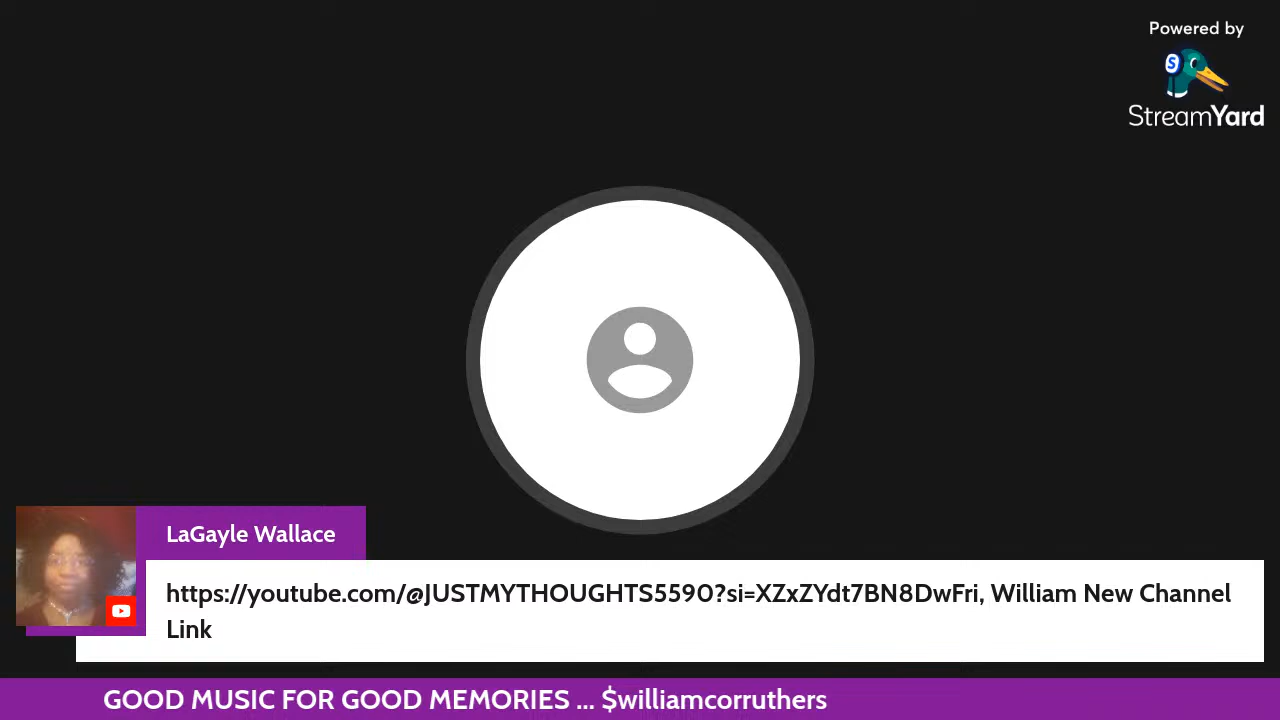 Powered by
StreamYard
LaGayle Wallace
https://youtube.com/@JUSTMYTHOUGHTS5590?si=XZxZYdt7BN8DwFri, William New Channel
Link
GOOD MUSIC FOR GOOD MEMORIES ... $williamcorruthers